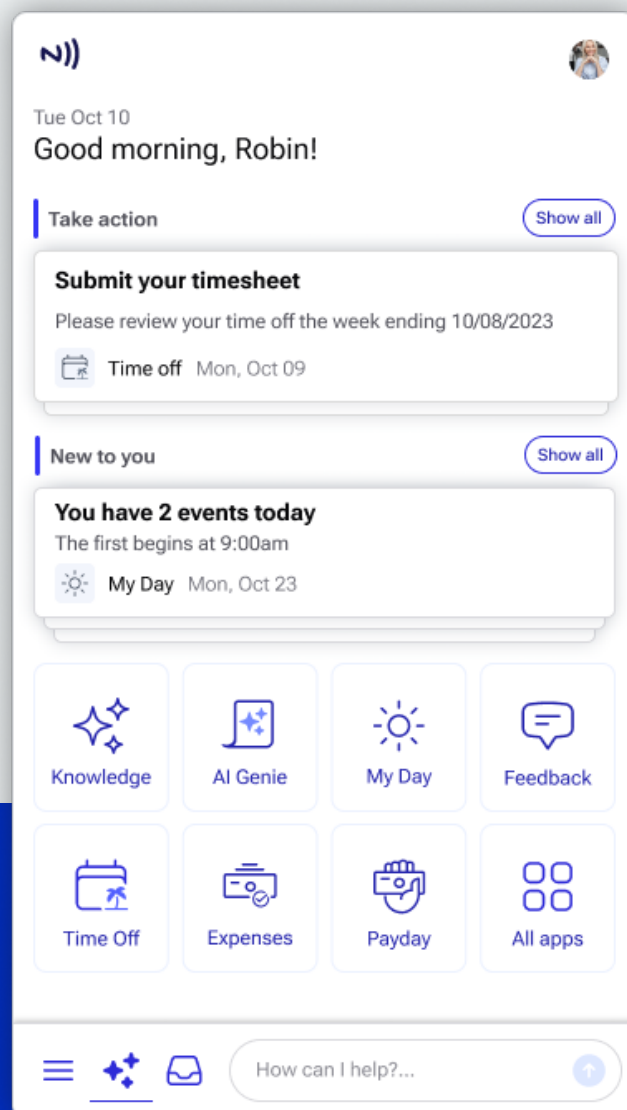 Tue Oct 10
Good morning, Robin!
Take action
Show all
Submit your timesheet
Please review your time off the week ending 10/08/2023
Time off Mon, Oct 09
New to you
Show all
You have 2 events today
The first begins at 9:00am
My Day Mon, Oct 23
Knowledge
AI Genie
My Day
Feedback
Time Off
Expenses
Payday
All apps
How can I help?...